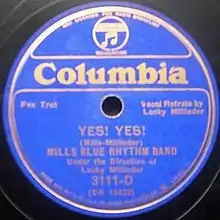 Columbia
Fox Trot
Vocal Refrain by
Lucky Millinder
YES! YES!
(Mills-Millinder)
MILLS BLUE RHYTHM BAND
Under the Direction of
Lucky Millinder
3111-D